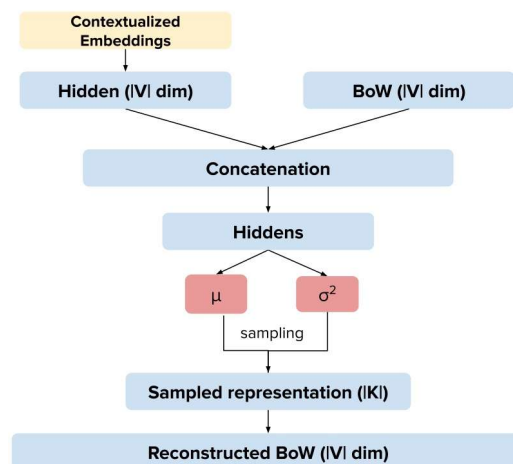 Contextualized
Embeddings
Hidden (|V| dim)
BoW (|V| dim)
Concatenation
Hiddens
μ
σ²
sampling
Sampled representation (|K|)
Reconstructed BoW (|V| dim)